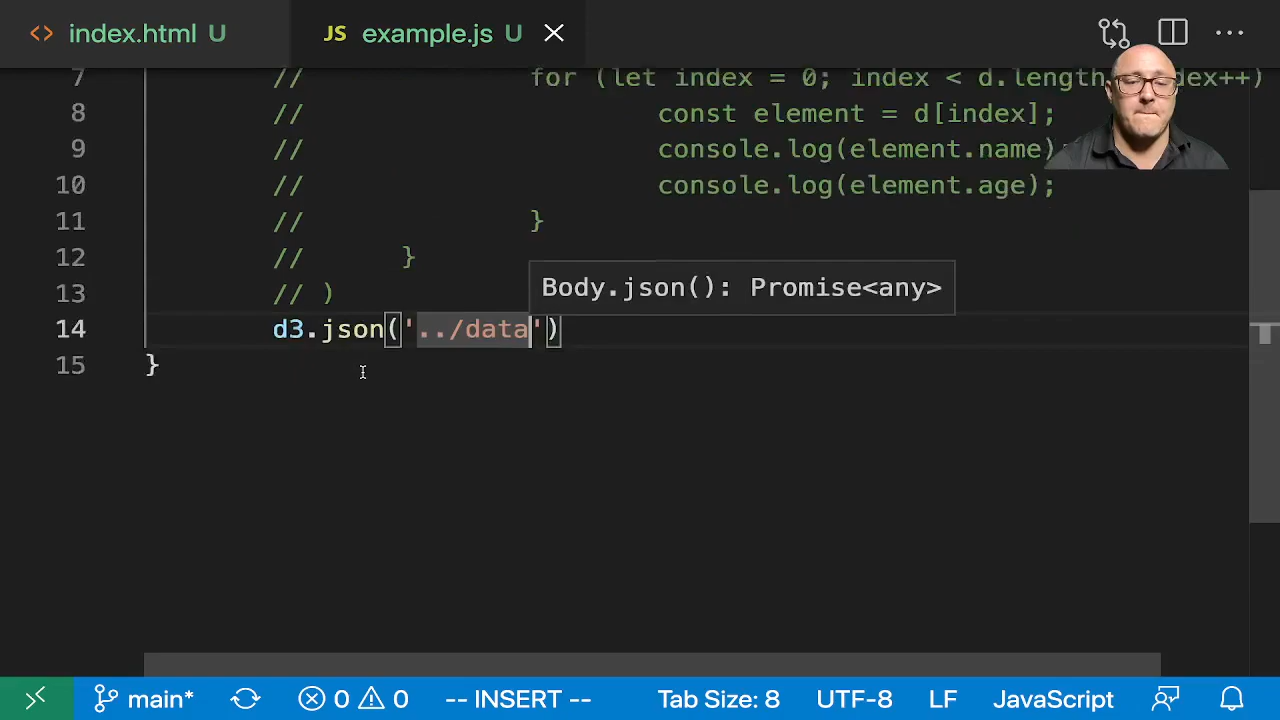 <> index.html U JS example.js U
7 // for (let index = 0; index < d.length; index++)
8 // const element = d[index];
9 // console.log(element.name)
10 // console.log(element.age);
11 // }
12 // }
Body.json(): Promise<any>
13 // )
14 d3.json('../data')
15 }
main* 0 0 -- INSERT -- Tab Size: 8 UTF-8 LF JavaScript